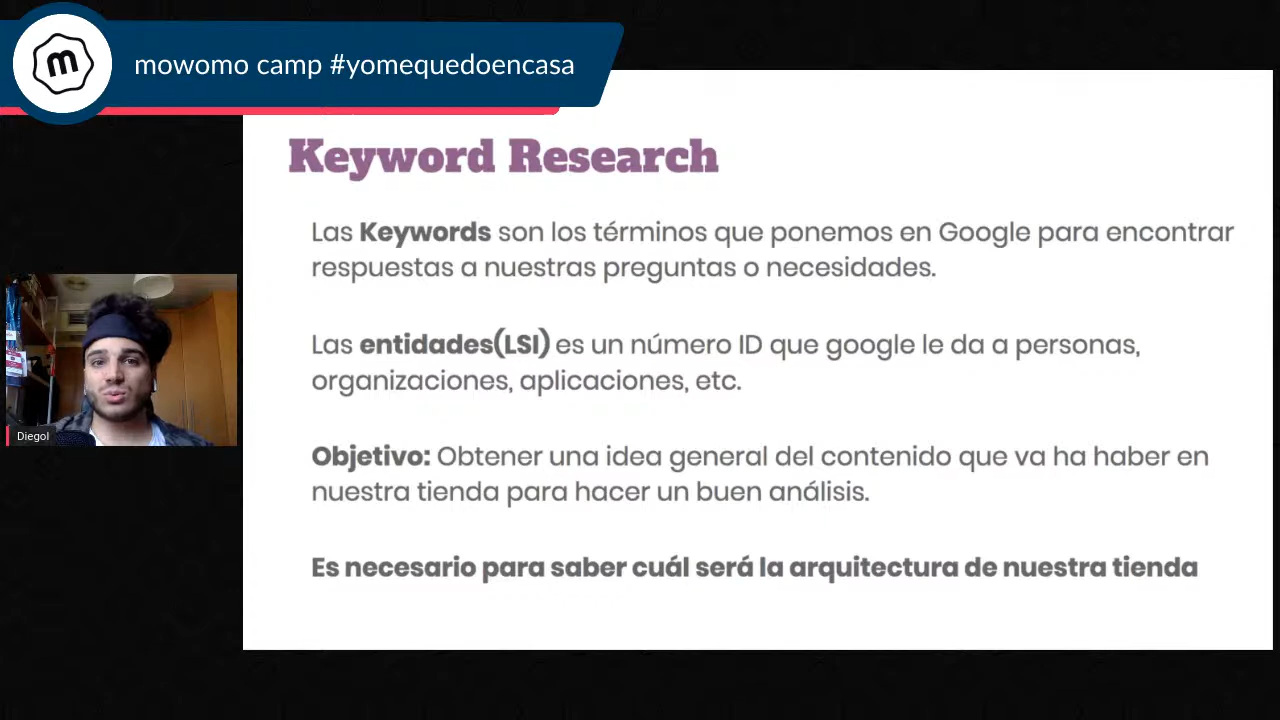 m
mowomo camp #yomequedoencasa
Keyword Research
Las Keywords son los términos que ponemos en Google para encontrar
respuestas a nuestras preguntas o necesidades.
Las entidades(LSI) es un número ID que google le da a personas,
organizaciones, aplicaciones, etc.
Objetivo: Obtener una idea general del contenido que va ha haber en
nuestra tienda para hacer un buen análisis.
Es necesario para saber cuál será la arquitectura de nuestra tienda
Diegol